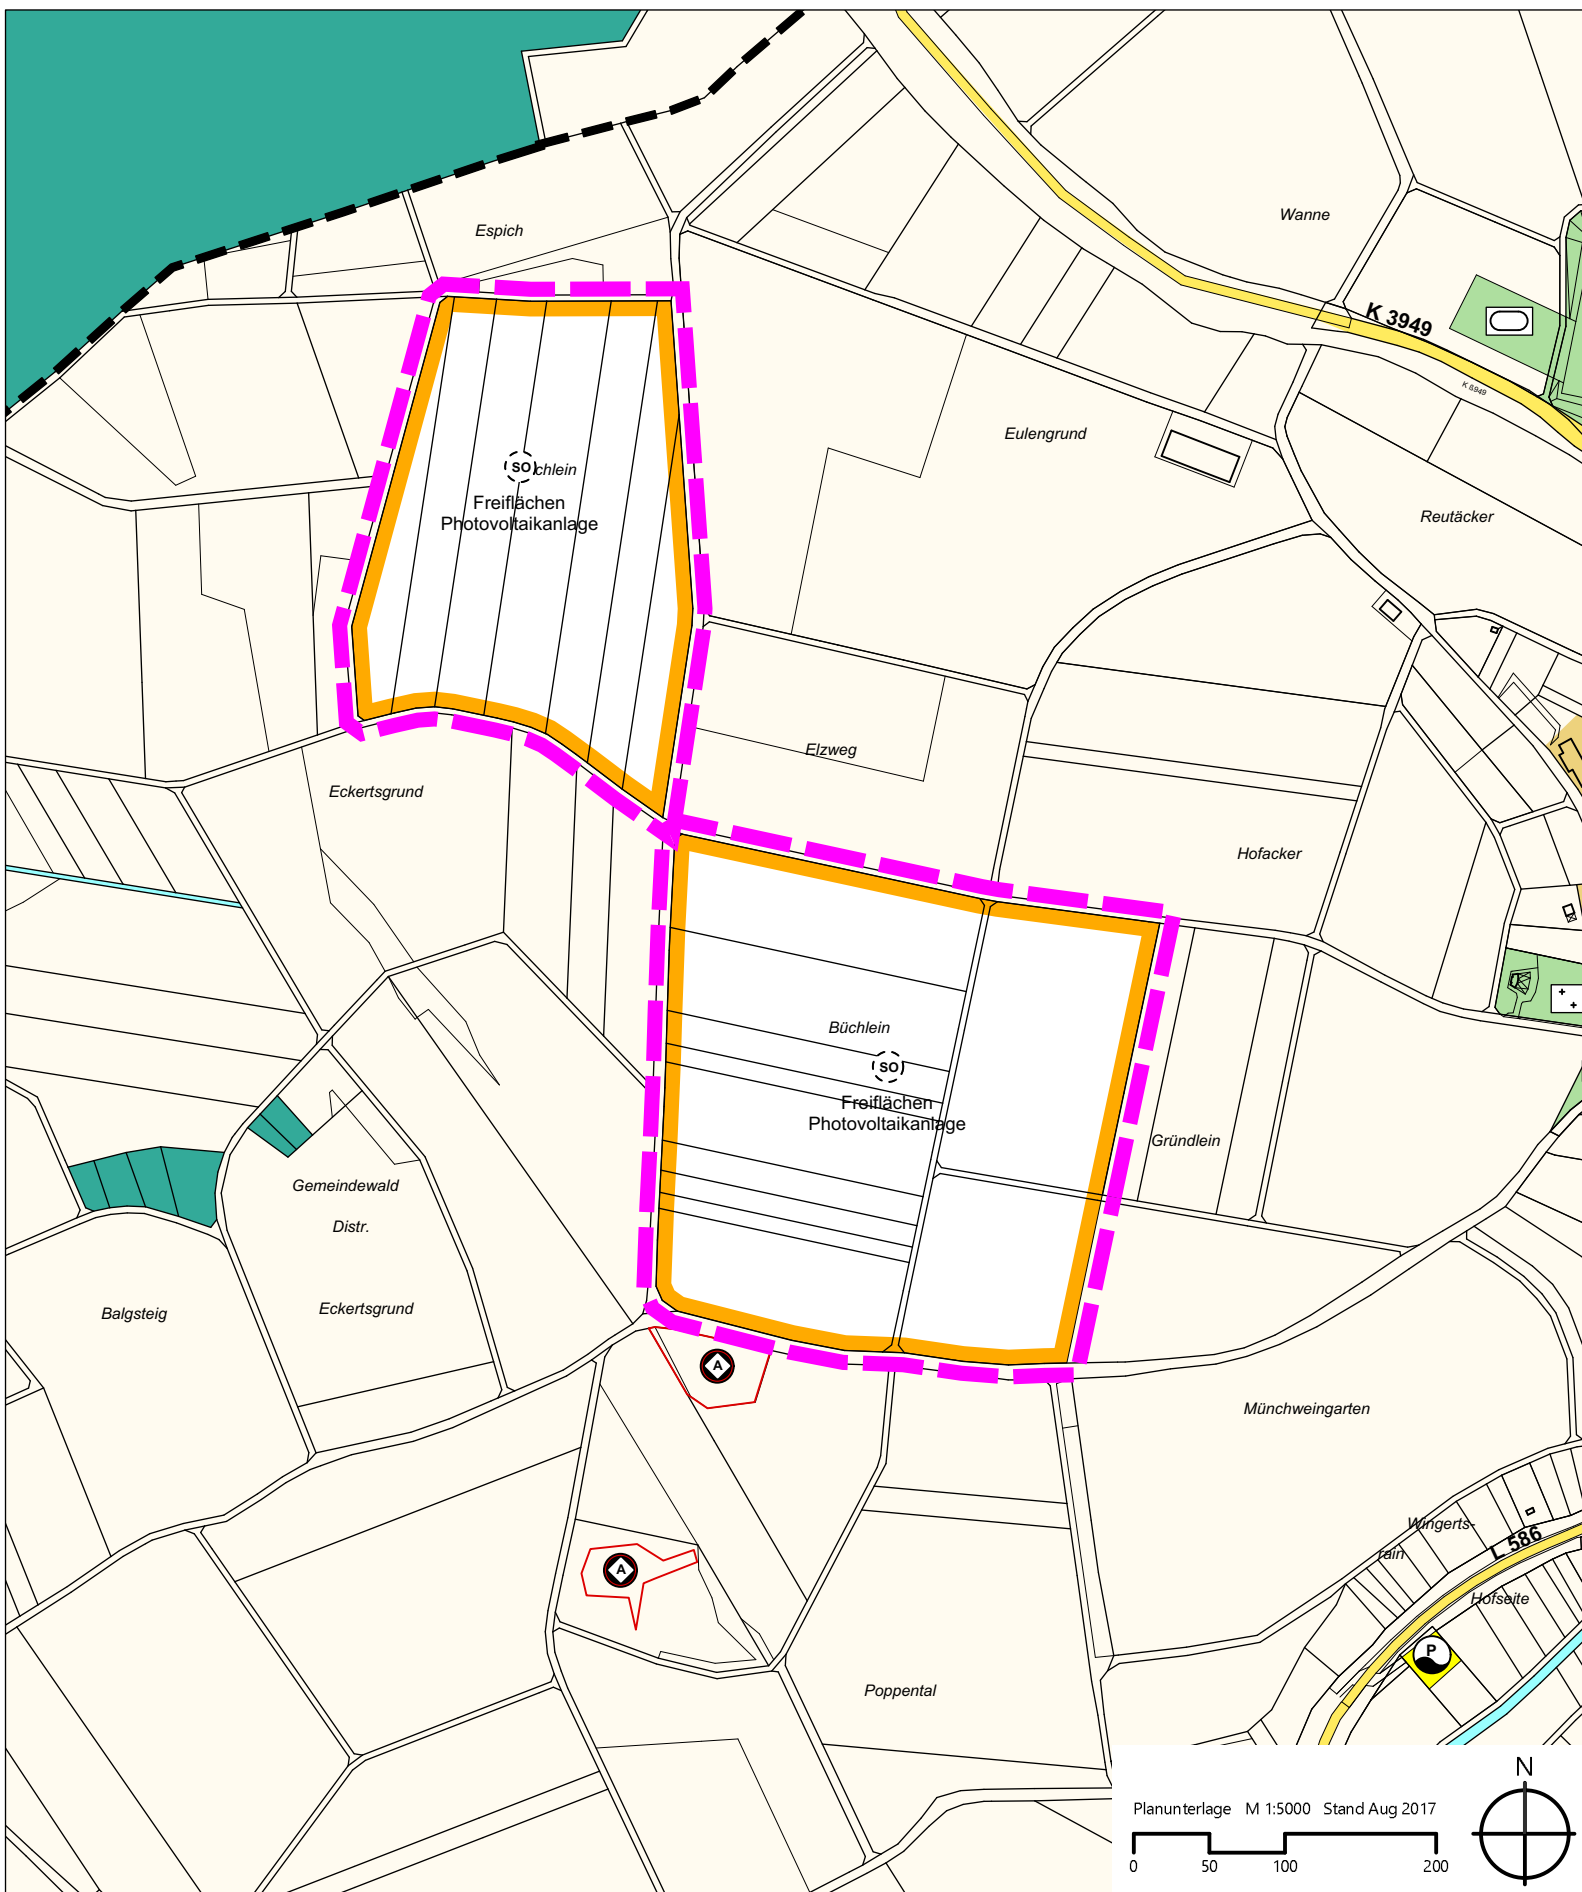 Espich
Wanne
K 3949
K 8949
Eulengrund
SO
chlein
Freiflächen
Photovoltaikanlage
Reutäcker
Elzweg
Eckertsgrund
Hofacker
Büchlein
SO
Freiflächen
Photovoltaikanlage
Gründlein
Gemeindewald
Distr.
Eckertsgrund
Balgsteig
A
Münchweingarten
A
Wingerts-
rain
L 586
Hofseite
P
Poppental
N
Planunterlage M 1:5000 Stand Aug 2017
0 50 100 200